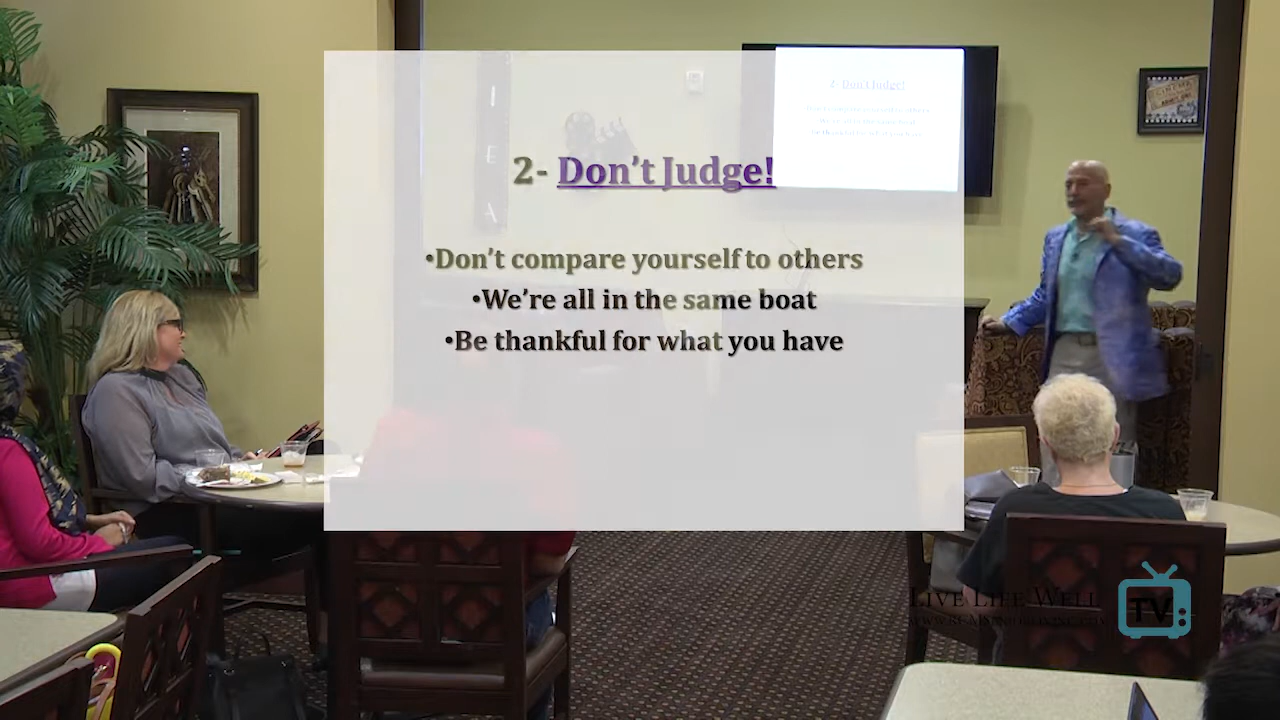 2- Don't Judge!
•Don't compare yourself to others
•We're all in the same boat
•Be thankful for what you have
2- Don't Judge!
LIVE LIFE WELL
TV